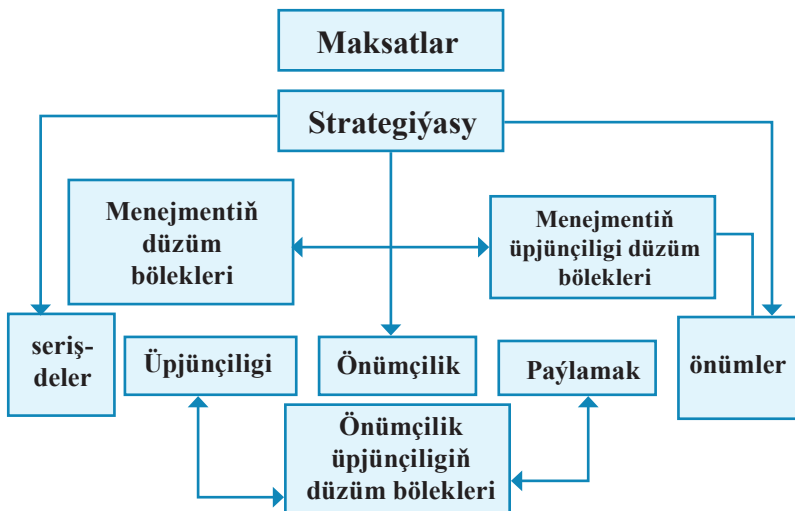 Maksatlar
Strategiýasy
Menejmentiň
düzüm
bölekleri
Menejmentiň
üpjünçiligi düzüm
bölekleri
seriş-
deler
Üpjünçiligi
Önümçilik
Paýlamak
önümler
Önümçilik
üpjünçiligiň
düzüm bölekleri